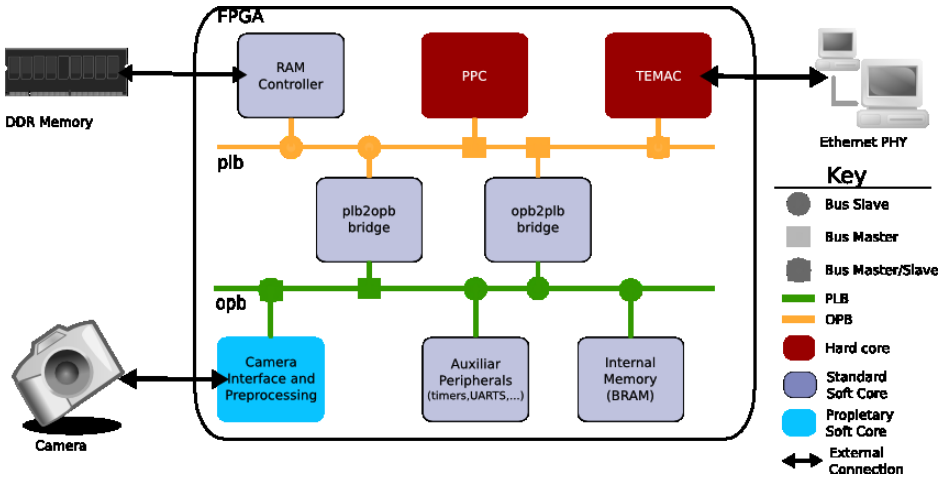 FPGA
RAM
Controller
PPC
TEMAC
DDR Memory
Ethernet PHY
plb
plb2opb
bridge
opb2plb
bridge
opb
Camera
Interface and
Preprocessing
Auxiliar
Peripherals
(timers,UARTS,...)
Internal
Memory
(BRAM)
Camera
Key
Bus Slave
Bus Master
Bus Master/Slave
PLB
OPB
Hard core
Standard
Soft Core
Propietary
Soft Core
External
Connection